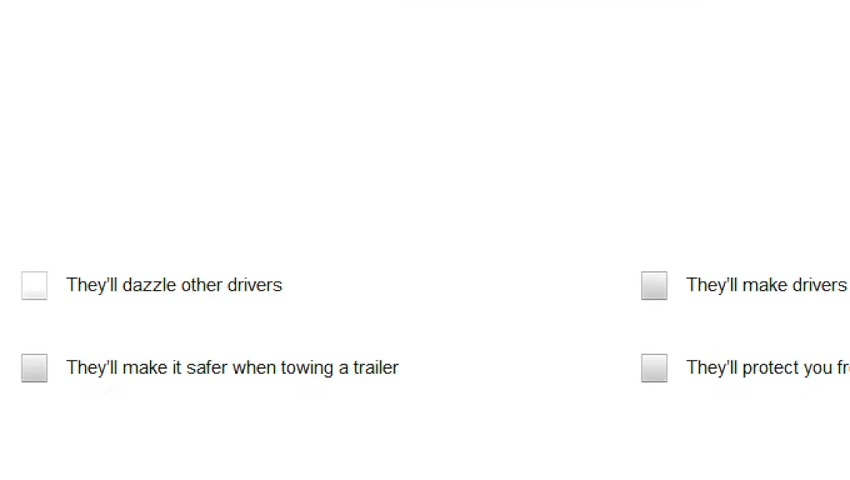 They'll dazzle other drivers
They'll make drivers
They'll make it safer when towing a trailer
They'll protect you